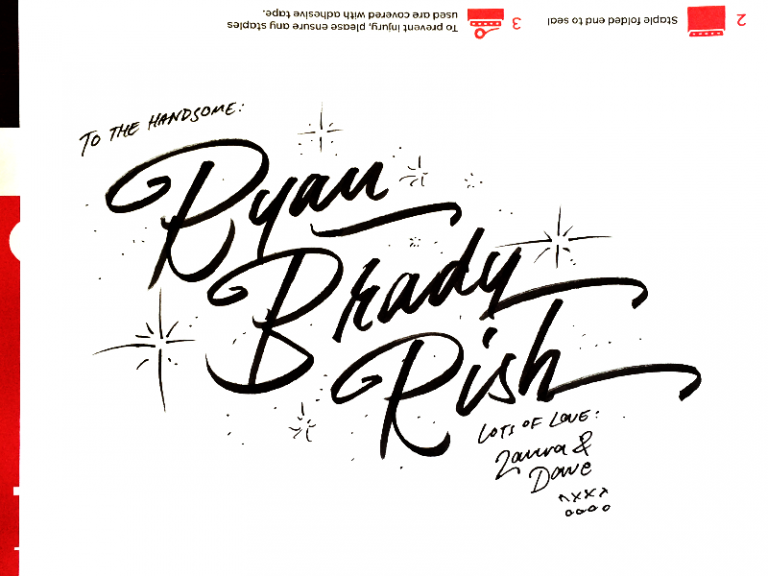 2
Staple folded end to seal
3
To prevent injury, please ensure any staples
used are covered with adhesive tape.
TO THE HANDSOME:
Ryan
Brady
Rish
LOTS OF LOVE:
Laura &
Dave
xxxx
oooo